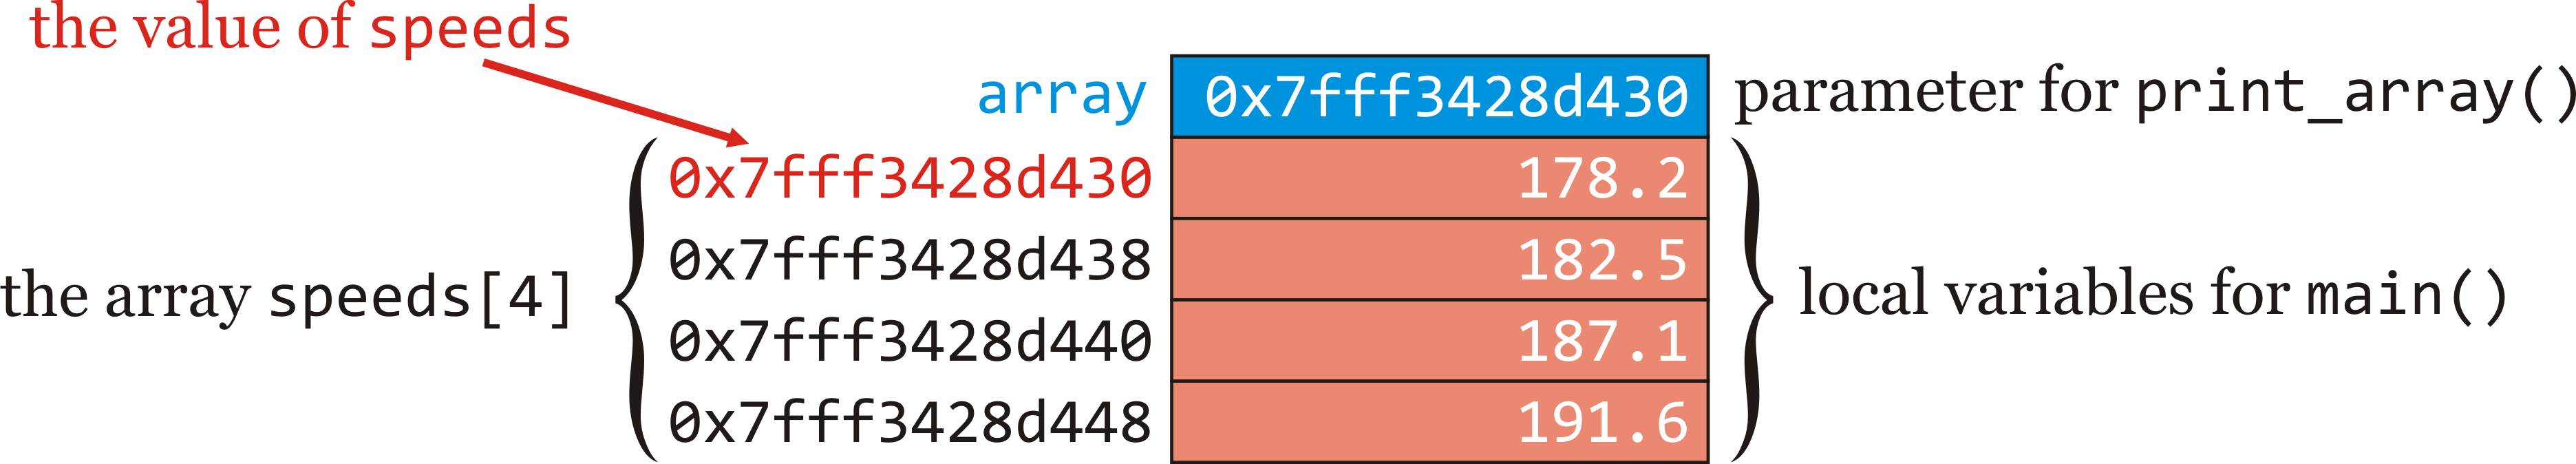 the value of speeds
array 0x7fff3428d430 parameter for print_array()
0x7fff3428d430 178.2
0x7fff3428d438 182.5
the array speeds[4] local variables for main()
0x7fff3428d440 187.1
0x7fff3428d448 191.6